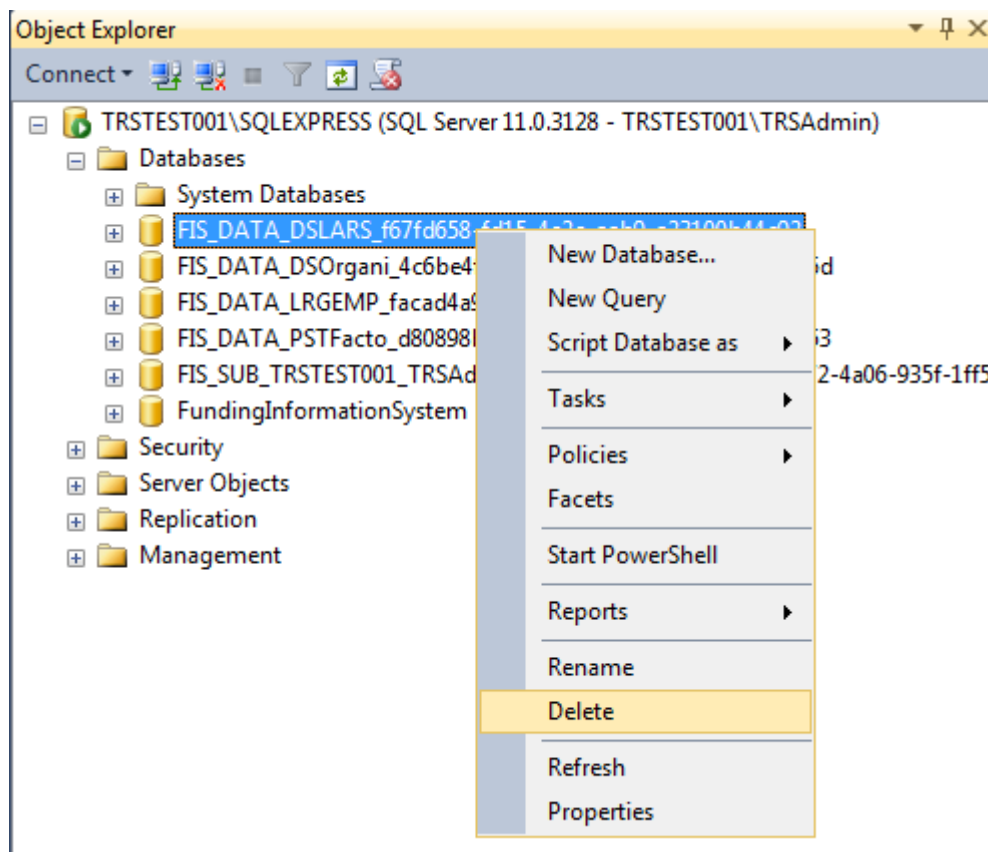 Object Explorer
Connect
TRSTEST001\SQLEXPRESS (SQL Server 11.0.3128 - TRSTEST001\TRSAdmin)
Databases
System Databases
FIS_DATA_DSLARS_f67fd658-
FIS_DATA_DSOrgani_4c6be4
FIS_DATA_LRGEMP_facad4a
FIS_DATA_PSTFacto_d80898
FIS_SUB_TRSTEST001_TRSAd 2-4a06-935f-1ff5
FundingInformationSystem
Security
Server Objects
Replication
Management
New Database...
New Query
Script Database as
Tasks
Policies
Facets
Start PowerShell
Reports
Rename
Delete
Refresh
Properties